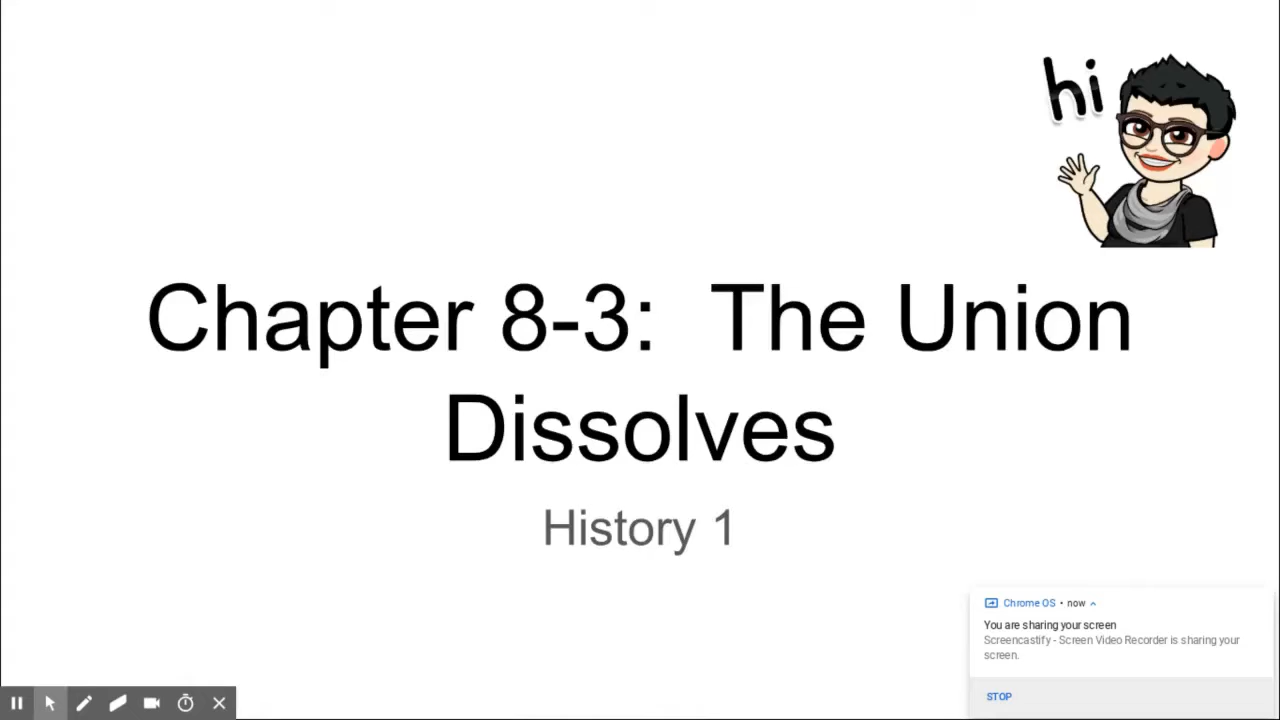 hi
Chapter 8-3: The Union
Dissolves
History 1
Chrome OS • now
You are sharing your screen
Screencastify - Screen Video Recorder is sharing your
screen.
STOP